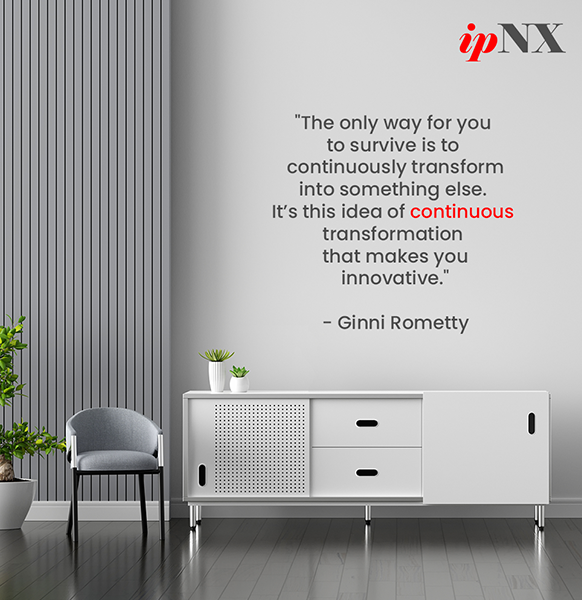 ipNX
"The only way for you
to survive is to
continuously transform
into something else.
It's this idea of continuous
transformation
that makes you
innovative."
- Ginni Rometty